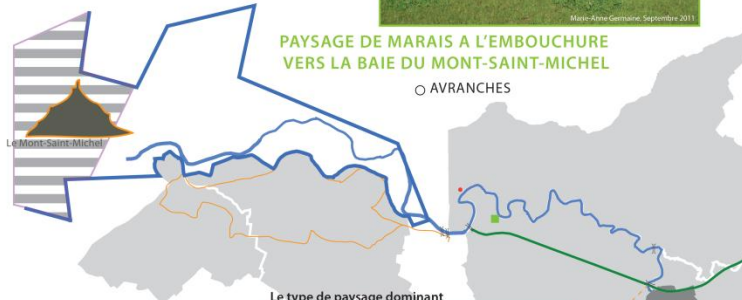 Marie-Anne Germaine. Septembre 2011
PAYSAGE DE MARAIS A L'EMBOUCHURE
VERS LA BAIE DU MONT-SAINT-MICHEL
AVRANCHES
Le Mont-Saint-Michel
Le type de paysage dominant